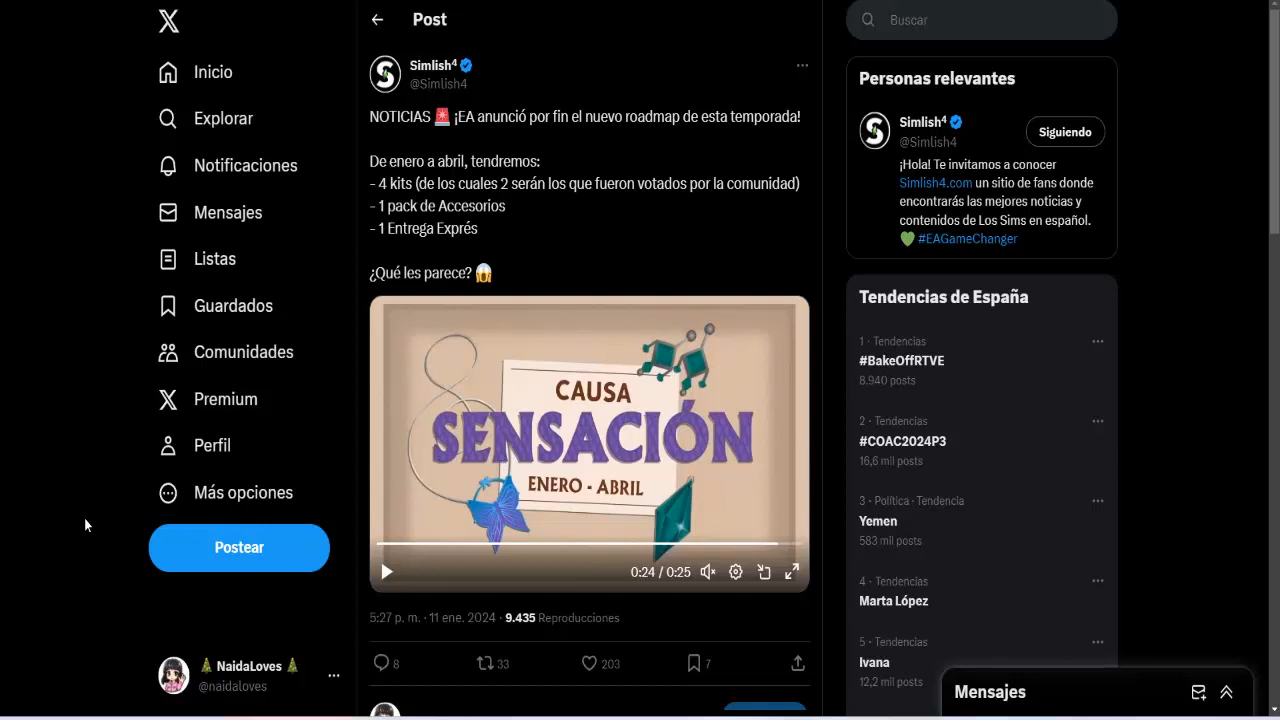 Inicio
Explorar
Notificaciones
Mensajes
Listas
Guardados
Comunidades
Premium
Perfil
Más opciones
Postear
🎄 NaidaLoves 🎄
@naidaloves
Post
Simlish⁴
@Simlish4
NOTICIAS 🚨 ¡EA anunció por fin el nuevo roadmap de esta temporada!
De enero a abril, tendremos:
- 4 kits (de los cuales 2 serán los que fueron votados por la comunidad)
- 1 pack de Accesorios
- 1 Entrega Exprés
¿Qué les parece? 😱
CAUSA
SENSACIÓN
ENERO - ABRIL
0:24 / 0:25
5:27 p. m. · 11 ene. 2024 · 9.435 Reproducciones
8 33 203 7
Buscar
Personas relevantes
Simlish⁴
@Simlish4
Siguiendo
¡Hola! Te invitamos a conocer
Simlish4.com un sitio de fans donde
encontrarás las mejores noticias y
contenidos de Los Sims en español.
💚 #EAGameChanger
Tendencias de España
1 · Tendencias
#BakeOffRTVE
8.940 posts
2 · Tendencias
#COAC2024P3
16,6 mil posts
3 · Política · Tendencia
Yemen
583 mil posts
4 · Tendencias
Marta López
5 · Tendencias
Ivana
12,2 mil posts
Mensajes